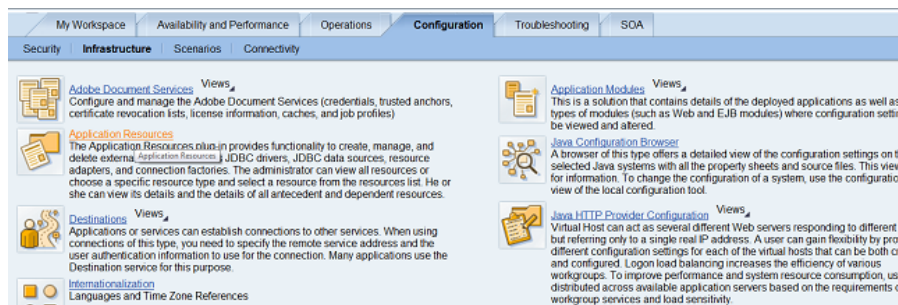 My Workspace Availability and Performance Operations Configuration Troubleshooting SOA
Security Infrastructure Scenarios Connectivity
Adobe Document Services Views
Configure and manage the Adobe Document Services (credentials, trusted anchors,
certificate revocation lists, license information, caches, and job profiles)
Application Resources
The Application Resources plug-in provides functionality to create, manage, and
delete externa Application Resources JDBC drivers, JDBC data sources, resource
adapters, and connection factories. The administrator can view all resources or
choose a specific resource type and select a resource from the resources list. He or
she can view its details and the details of all antecedent and dependent resources.
Destinations Views
Applications or services can establish connections to other services. When using
connections of this type, you need to specify the remote service address and the
user authentication information to use for the connection. Many applications use the
Destination service for this purpose.
Internationalization
Languages and Time Zone References
Application Modules Views
This is a solution that contains details of the deployed applications as well as
types of modules (such as Web and EJB modules) where configuration settin
be viewed and altered.
Java Configuration Browser
A browser of this type offers a detailed view of the configuration settings on t
selected Java systems with all the property sheets and source files. This view
for information. To change the configuration of a system, use the configuratio
view of the local configuration tool.
Java HTTP Provider Configuration Views
Virtual Host can act as several different Web servers responding to different
but referring only to a single real IP address. A user can gain flexibility by pro
different configuration settings for each of the virtual hosts that can be both c
and configured. Logon load balancing increases the efficiency of various
workgroups. To improve performance and system resource consumption, us
distributed across available application servers based on the requirements o
workgroup services and load sensitivity.